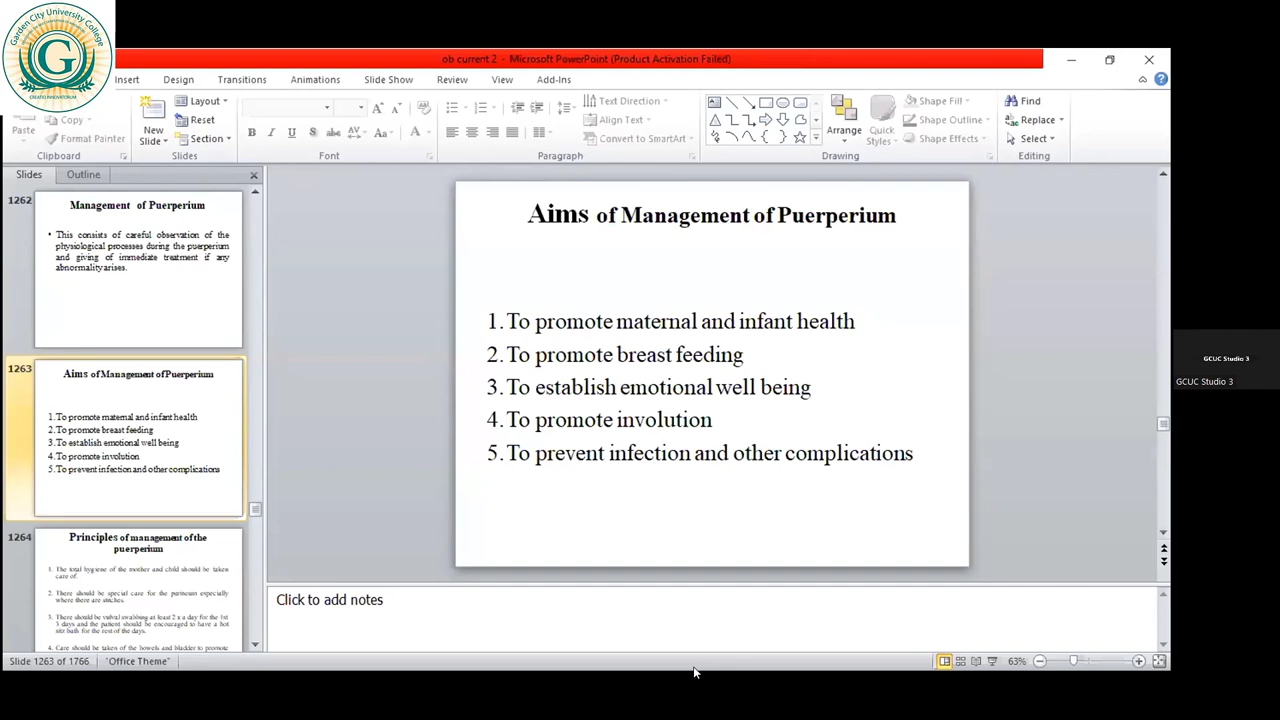 Garden City University College
G
ob current 2 - Microsoft PowerPoint (Product Activation Failed)
Insert Design Transitions Animations Slide Show Review View Add-Ins
Paste
Copy
Format Painter
Clipboard
New
Slide
Layout
Reset
Section
Slides
Font
Text Direction
Align Text
Convert to SmartArt
Paragraph
Arrange
Quick
Styles
Shape Fill
Shape Outline
Shape Effects
Drawing
Find
Replace
Select
Editing
Slides Outline
1262
Management of Puerperium
• This consists of careful observation of the
physiological processes during the puerperium
and giving of immediate treatment if any
abnormality arises.
1263
Aims of Management of Puerperium
1. To promote maternal and infant health
2. To promote breast feeding
3. To establish emotional well being
4. To promote involution
5. To prevent infection and other complications
1264
Principles of management of the
puerperium
1. The total hygiene of the mother and child should be taken
care of.
2. There should be special care for the perineum especially
where there are stitches.
3. There should be vulval swabbing at least 2 x a day for the 1st
3 days and the patient should be encouraged to have a hot
sitz bath for the rest of the days.
4. Care should be taken of the bowels and bladder to promote
Aims of Management of Puerperium
1. To promote maternal and infant health
2. To promote breast feeding
3. To establish emotional well being
4. To promote involution
5. To prevent infection and other complications
Click to add notes
GCUC Studio 3
GCUC Studio 3
Slide 1263 of 1766 "Office Theme" 63%